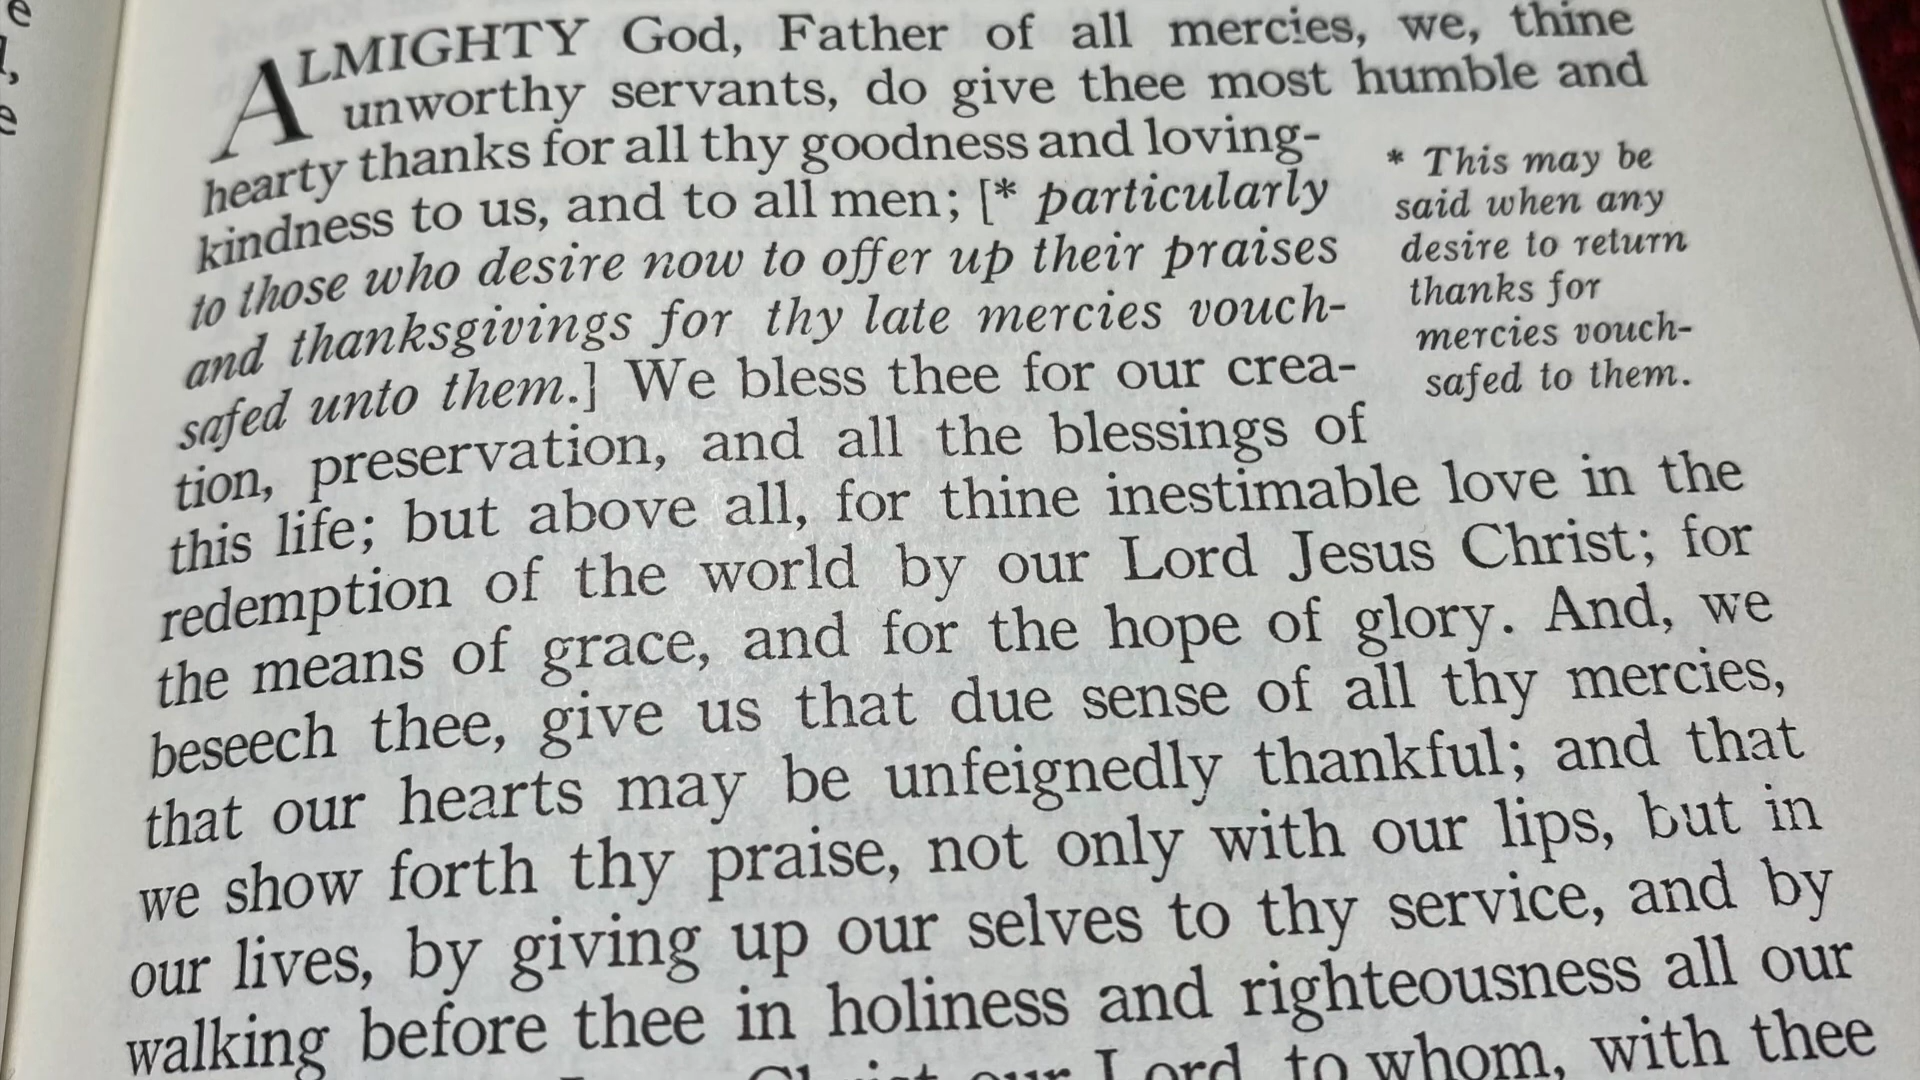 ALMIGHTY God, Father of all mercies, we, thine
unworthy servants, do give thee most humble and
hearty thanks for all thy goodness and loving-
kindness to us, and to all men; [* particularly
to those who desire now to offer up their praises
and thanksgivings for thy late mercies vouch-
safed unto them.] We bless thee for our crea-
tion, preservation, and all the blessings of
* This may be
said when any
desire to return
thanks for
mercies vouch-
safed to them.
this life; but above all, for thine inestimable love in the
redemption of the world by our Lord Jesus Christ; for
the means of grace, and for the hope of glory. And, we
beseech thee, give us that due sense of all thy mercies,
that our hearts may be unfeignedly thankful; and that
we show forth thy praise, not only with our lips, but in
our lives, by giving up our selves to thy service, and by
walking before thee in holiness and righteousness all our
Christ our Lord, to whom, with thee